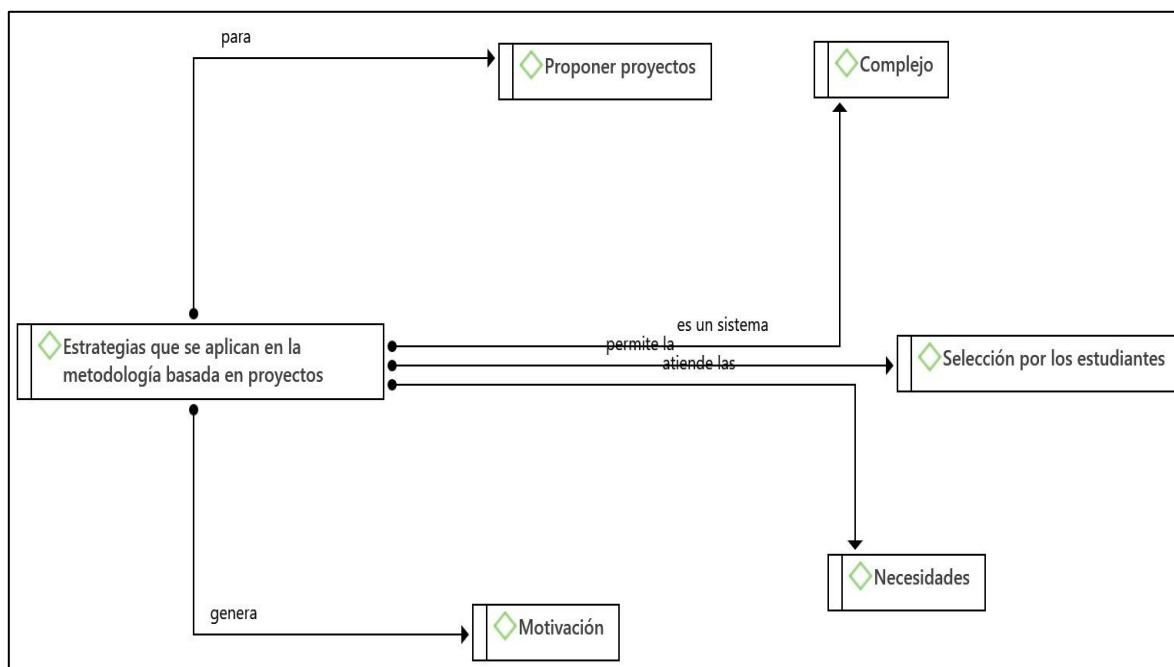 para
Proponer proyectos
Complejo
es un sistema
permite la
atiende las
Estrategias que se aplican en la
metodología basada en proyectos
Selección por los estudiantes
Necesidades
genera
Motivación